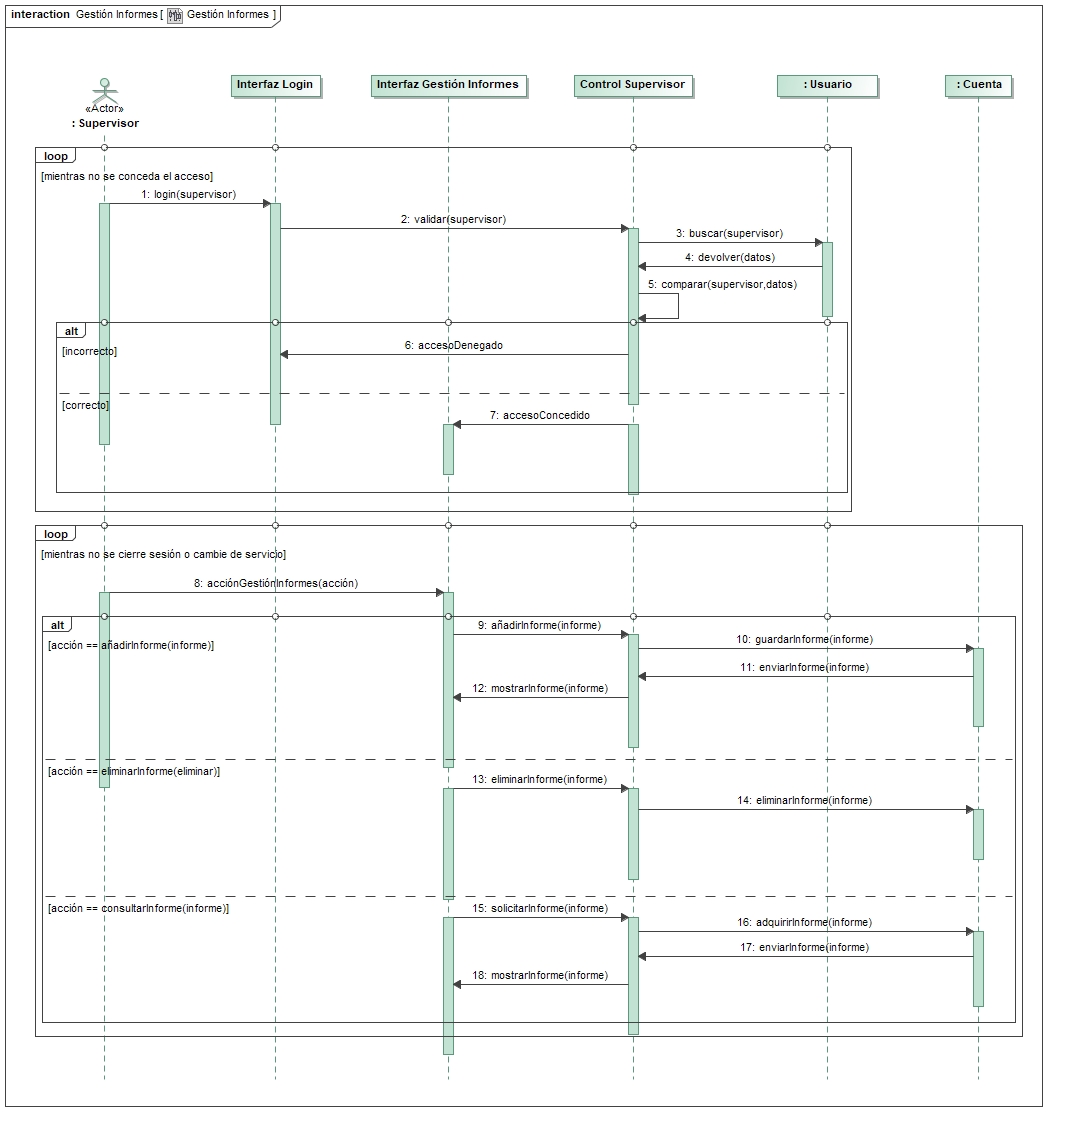 interaction Gestión Informes [ Gestión Informes ]
Interfaz Login
Interfaz Gestión Informes
Control Supervisor
: Usuario
: Cuenta
«Actor»
: Supervisor
loop
[mientras no se conceda el acceso]
1: login(supervisor)
2: validar(supervisor)
3: buscar(supervisor)
4: devolver(datos)
5: comparar(supervisor,datos)
alt
[incorrecto]
6: accesoDenegado
[correcto]
7: accesoConcedido
loop
[mientras no se cierre sesión o cambie de servicio]
8: acciónGestiónInformes(acción)
alt
9: añadirInforme(informe)
[acción == añadirInforme(informe)]
10: guardarInforme(informe)
11: enviarInforme(informe)
12: mostrarInforme(informe)
[acción == eliminarInforme(eliminar)]
13: eliminarInforme(informe)
14: eliminarInforme(informe)
[acción == consultarInforme(informe)]
15: solicitarInforme(informe)
16: adquirirInforme(informe)
17: enviarInforme(informe)
18: mostrarInforme(informe)